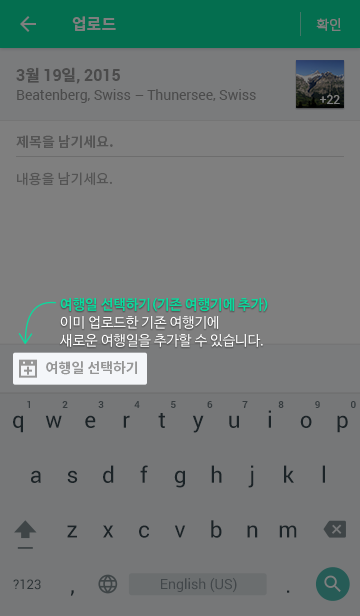 업로드
확인
3월 19일, 2015
Beatenberg, Swiss – Thunersee, Swiss
+22
제목을 남기세요.
내용을 남기세요.
여행일 선택하기(기존 여행기에 추가)
이미 업로드한 기존 여행기에
새로운 여행일을 추가할 수 있습니다.
여행일 선택하기
1 2 3 4 5 6 7 8 9 0
q w e r t y u i o p
a s d f g h j k l
z x c v b n m
?123 , English (US) .